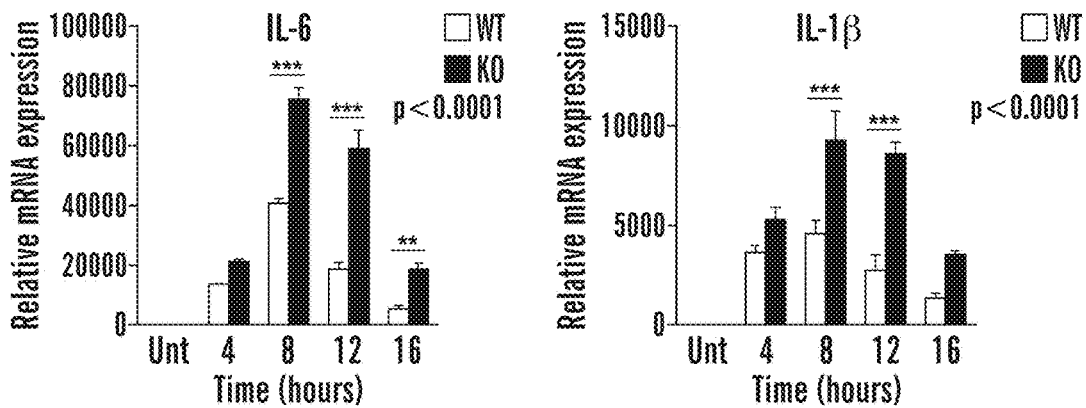 IL-6
WT
KO
p<0.0001
Relative mRNA expression
100000
80000
60000
40000
20000
0
***
***
**
Unt 4 8 12 16
Time (hours)
IL-1β
WT
KO
p<0.0001
Relative mRNA expression
15000
10000
5000
0
***
***
Unt 4 8 12 16
Time (hours)